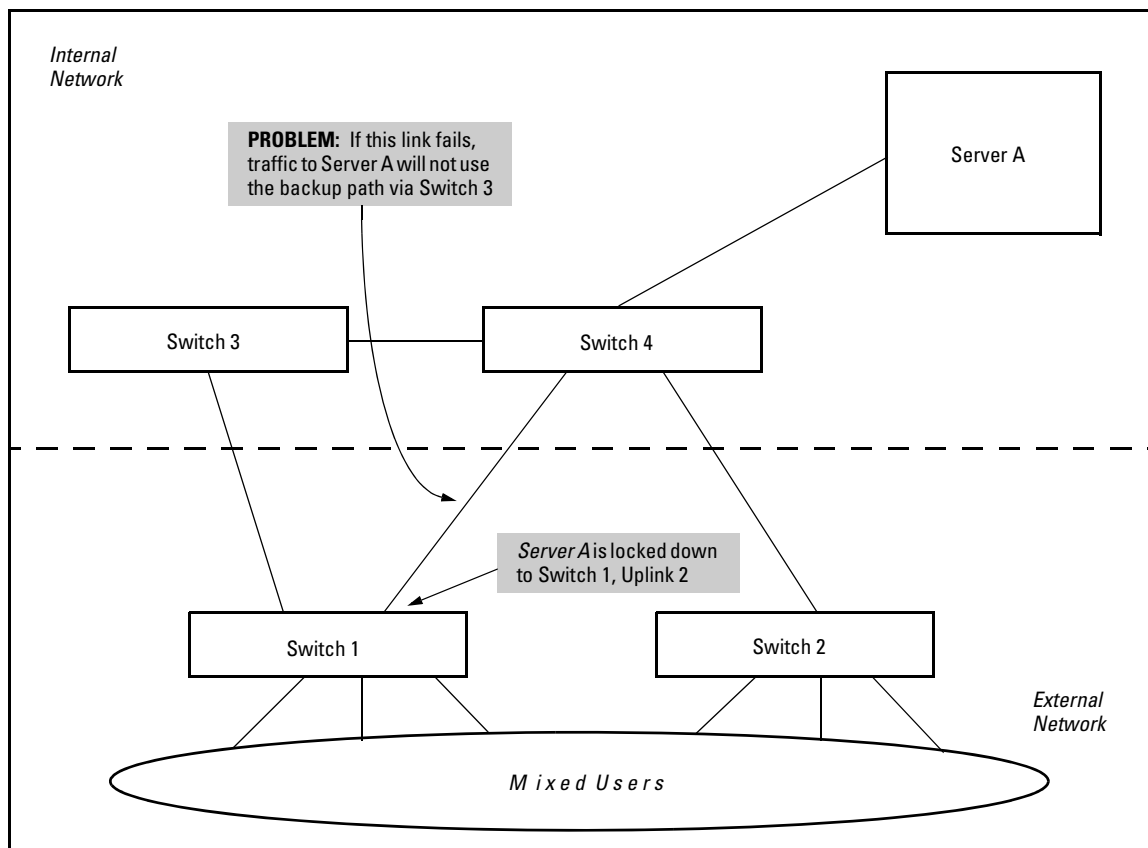 Internal
Network
PROBLEM: If this link fails,
traffic to Server A will not use
the backup path via Switch 3
Server A
Switch 3
Switch 4
Server A is locked down
to Switch 1, Uplink 2
Switch 1
Switch 2
External
Network
Mixed Users